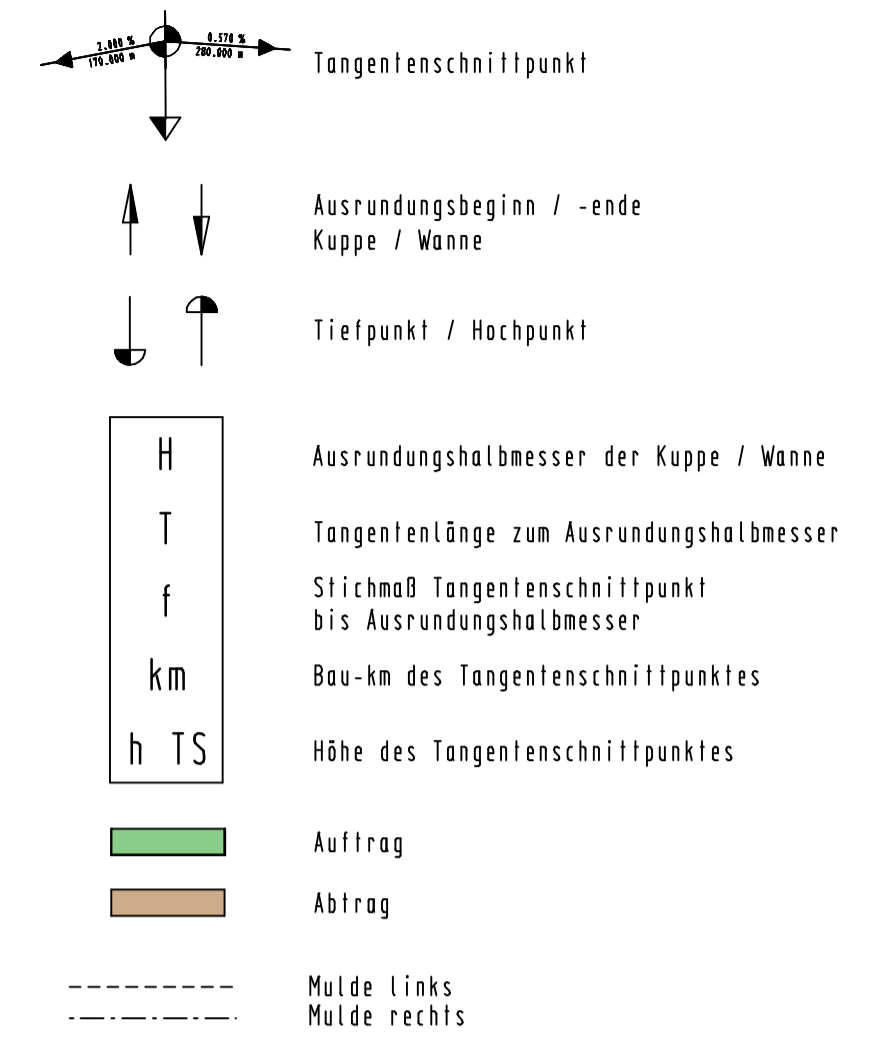 2.000 %
170.000 m
0.570 %
280.000 m
Tangentenschnittpunkt
Ausrundungsbeginn / -ende
Kuppe / Wanne
Tiefpunkt / Hochpunkt
H
Ausrundungshalbmesser der Kuppe / Wanne
T
Tangentenlänge zum Ausrundungshalbmesser
f
Stichmaß Tangentenschnittpunkt
bis Ausrundungshalbmesser
km
Bau-km des Tangentenschnittpunktes
h TS
Höhe des Tangentenschnittpunktes
Auftrag
Abtrag
Mulde links
Mulde rechts